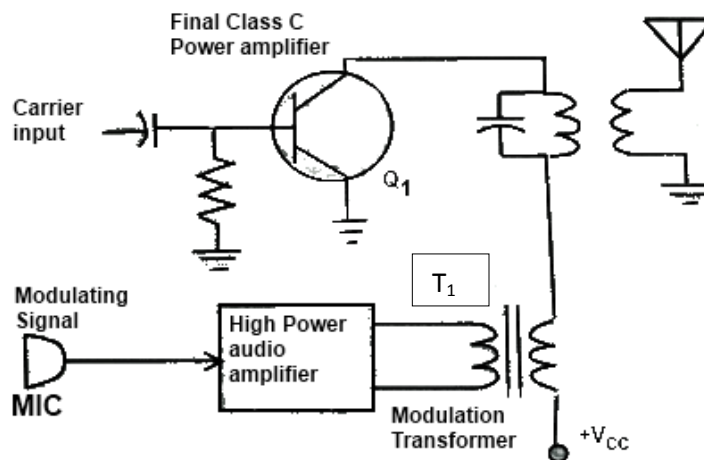 Final Class C
Power amplifier
Carrier
input
Q1
T1
Modulating
Signal
High Power
audio
amplifier
MIC
Modulation
Transformer
+VCC